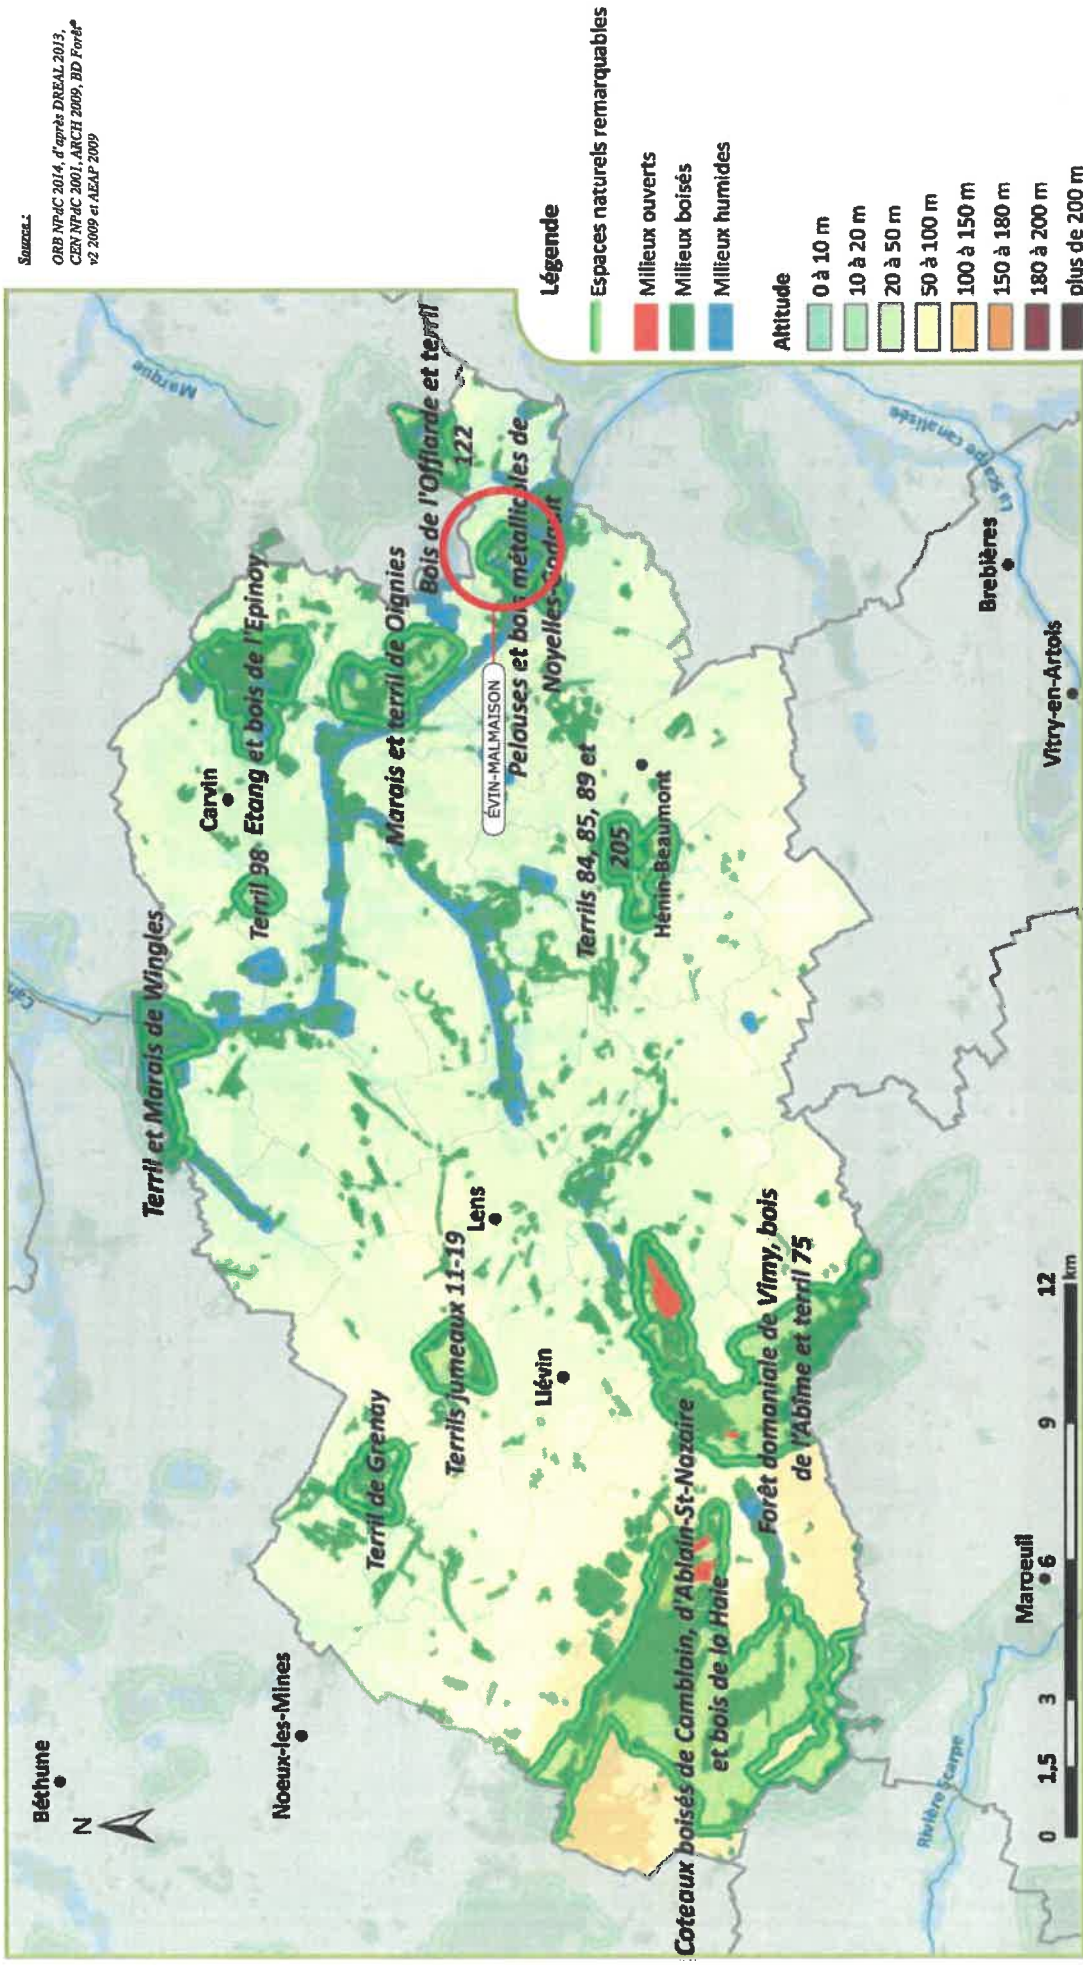 Source :
ORB NPdC 2014, d'après DREAL 2013,
CEN NPdC 2001, ARCH 2009, BD Forêt®
v2 2009 et AEAP 2009
Béthune
N
Noeux-les-Mines
Terril et Marais de Wingles
Carvin
Terril 98
Etang et bois de l'Epinoy
Marque
Terril de Grenay
Terrils Jumeaux 11-19
Lens
Marais et terril de Oignies
Bois de l'Offlarde et terril
122
ÉVIN-MALMAISON
Pelouses et bois métallicoles de
Noyelles-Godault
Liévin
Terrils 84, 85, 89 et
205
Hénin-Beaumont
Coteaux boisés de Camblain, d'Ablain-St-Nazaire
et bois de la Haie
Forêt domaniale de Vimy, bois
de l'Abîme et terril 75
La Scarpe canalisée
Brebières
Vitry-en-Artois
Rivière Scarpe
Maroeuil
0 1,5 3 6 9 12
km
Légende
Espaces naturels remarquables
Milieux ouverts
Milieux boisés
Milieux humides
Altitude
0 à 10 m
10 à 20 m
20 à 50 m
50 à 100 m
100 à 150 m
150 à 180 m
180 à 200 m
plus de 200 m